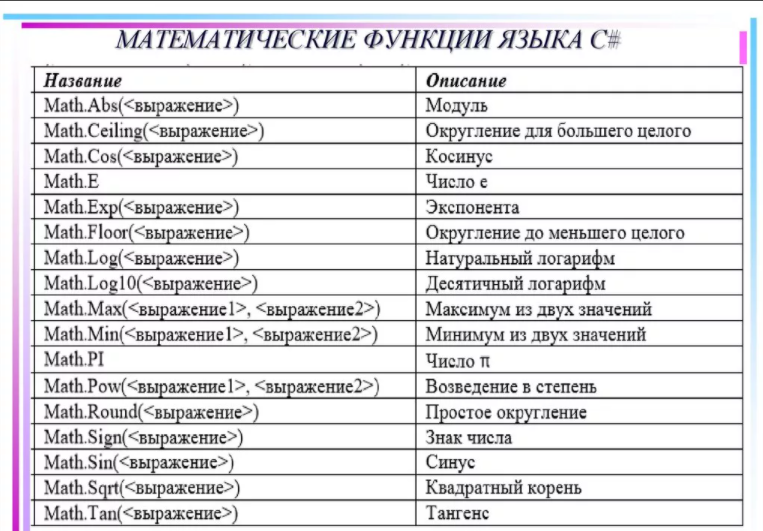 МАТЕМАТИЧЕСКИЕ ФУНКЦИИ ЯЗЫКА C#
Название Описание
Math.Abs(<выражение>) Модуль
Math.Ceiling(<выражение>) Округление для большего целого
Math.Cos(<выражение>) Косинус
Math.E Число е
Math.Exp(<выражение>) Экспонента
Math.Floor(<выражение>) Округление до меньшего целого
Math.Log(<выражение>) Натуральный логарифм
Math.Log10(<выражение>) Десятичный логарифм
Math.Max(<выражение1>, <выражение2>) Максимум из двух значений
Math.Min(<выражение1>, <выражение2>) Минимум из двух значений
Math.PI Число π
Math.Pow(<выражение1>, <выражение2>) Возведение в степень
Math.Round(<выражение>) Простое округление
Math.Sign(<выражение>) Знак числа
Math.Sin(<выражение>) Синус
Math.Sqrt(<выражение>) Квадратный корень
Math.Tan(<выражение>) Тангенс